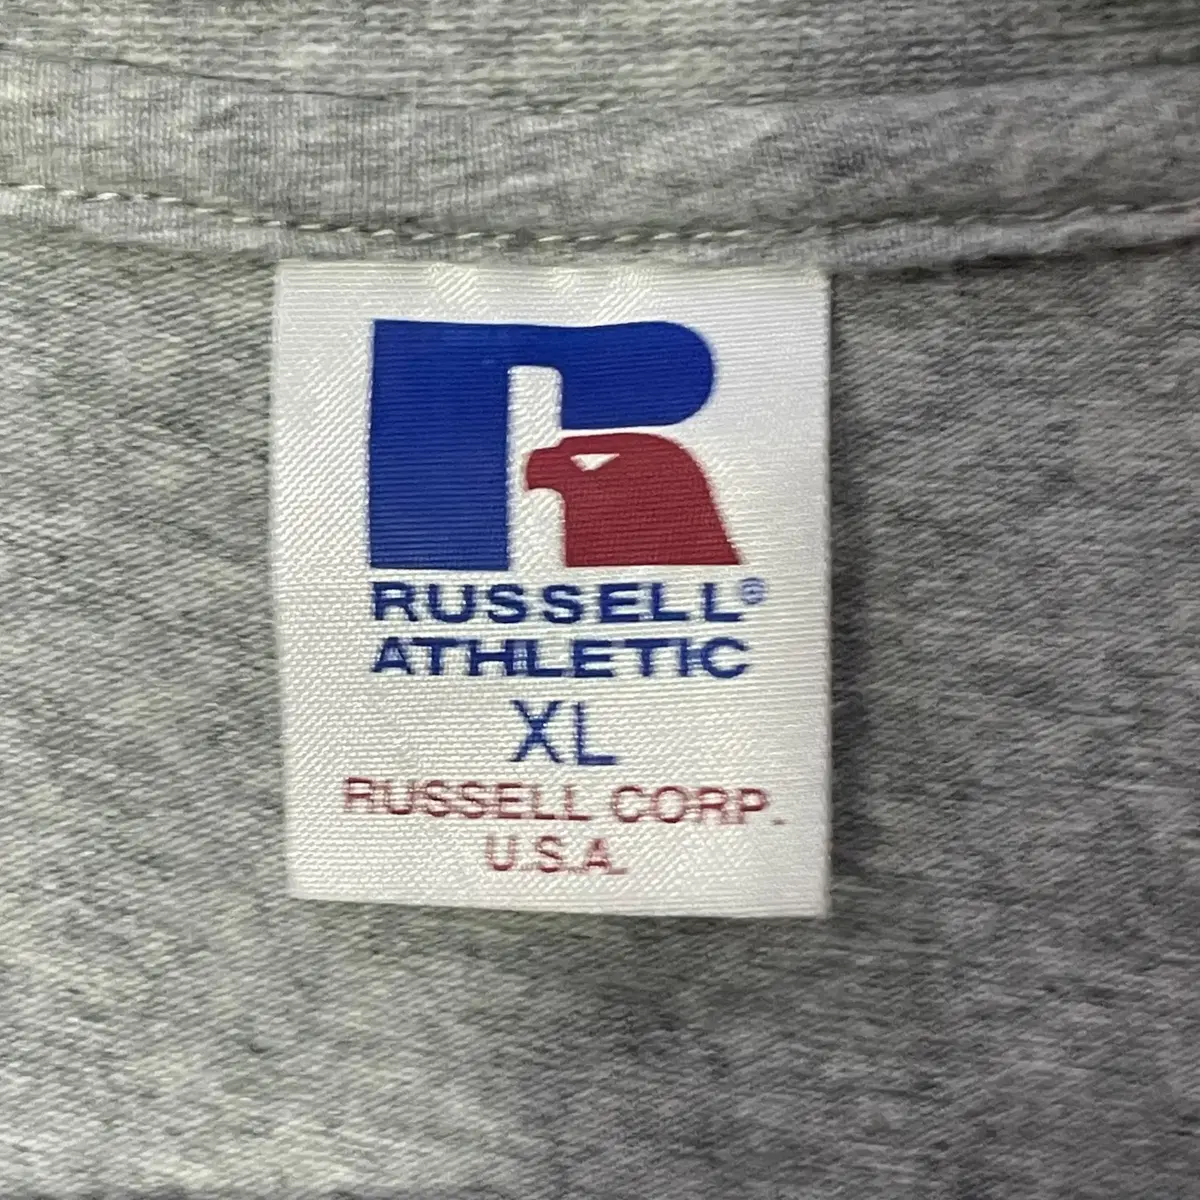 R
RUSSELL®
ATHLETIC
XL
RUSSELL CORP.
U.S.A.